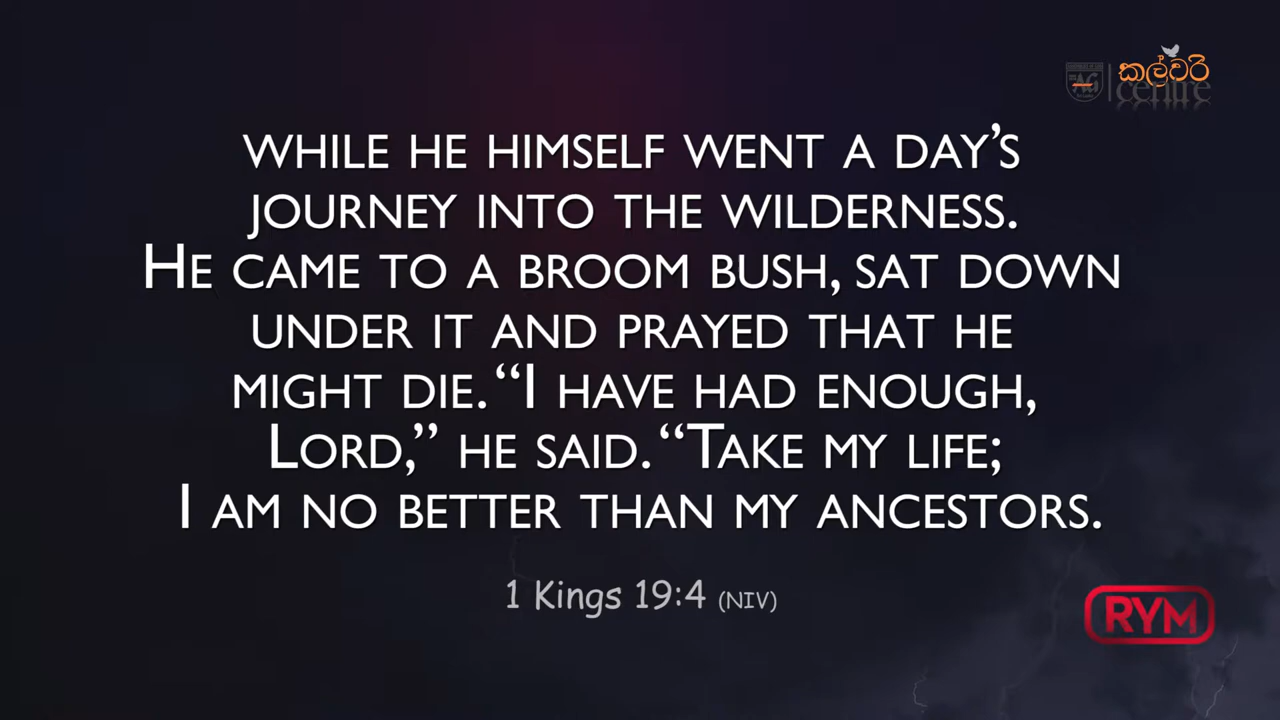 කල්වරි
AG
centre
WHILE HE HIMSELF WENT A DAY’S
JOURNEY INTO THE WILDERNESS.
HE CAME TO A BROOM BUSH, SAT DOWN
UNDER IT AND PRAYED THAT HE
MIGHT DIE. “I HAVE HAD ENOUGH,
LORD,” HE SAID. “TAKE MY LIFE;
I AM NO BETTER THAN MY ANCESTORS.
1 Kings 19:4 (NIV)
RYM